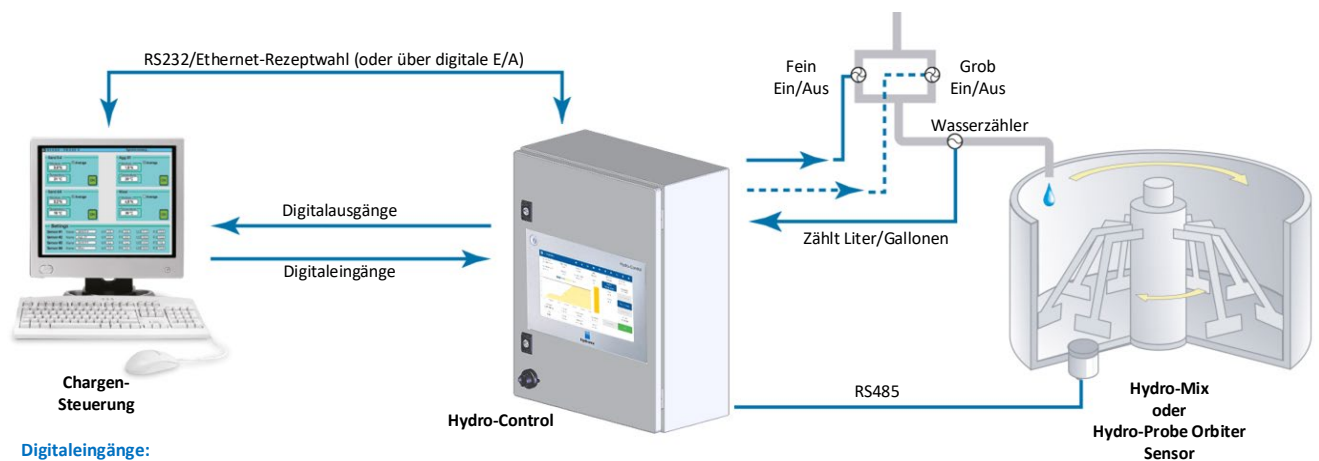 RS232/Ethernet-Rezeptwahl (oder über digitale E/A)
Fein
Ein/Aus
Grob
Ein/Aus
Wasserzähler
Digitalausgänge
Zählt Liter/Gallonen
Digitaleingänge
Chargen-
Steuerung
RS485
Hydro-Control
Hydro-Mix
oder
Hydro-Probe Orbiter
Sensor
Digitaleingänge: